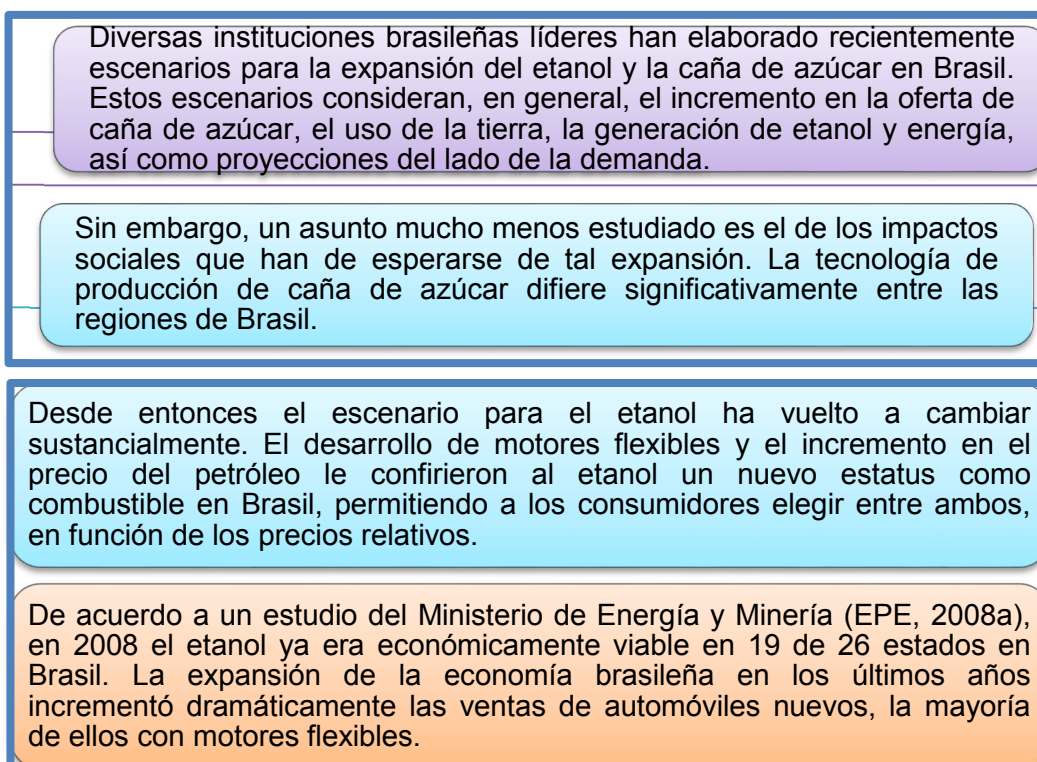 Diversas instituciones brasileñas líderes han elaborado recientemente
escenarios para la expansión del etanol y la caña de azúcar en Brasil.
Estos escenarios consideran, en general, el incremento en la oferta de
caña de azúcar, el uso de la tierra, la generación de etanol y energía,
así como proyecciones del lado de la demanda.
Sin embargo, un asunto mucho menos estudiado es el de los impactos
sociales que han de esperarse de tal expansión. La tecnología de
producción de caña de azúcar difiere significativamente entre las
regiones de Brasil.
Desde entonces el escenario para el etanol ha vuelto a cambiar
sustancialmente. El desarrollo de motores flexibles y el incremento en el
precio del petróleo le confirieron al etanol un nuevo estatus como
combustible en Brasil, permitiendo a los consumidores elegir entre ambos,
en función de los precios relativos.
De acuerdo a un estudio del Ministerio de Energía y Minería (EPE, 2008a),
en 2008 el etanol ya era económicamente viable en 19 de 26 estados en
Brasil. La expansión de la economía brasileña en los últimos años
incrementó dramáticamente las ventas de automóviles nuevos, la mayoría
de ellos con motores flexibles.